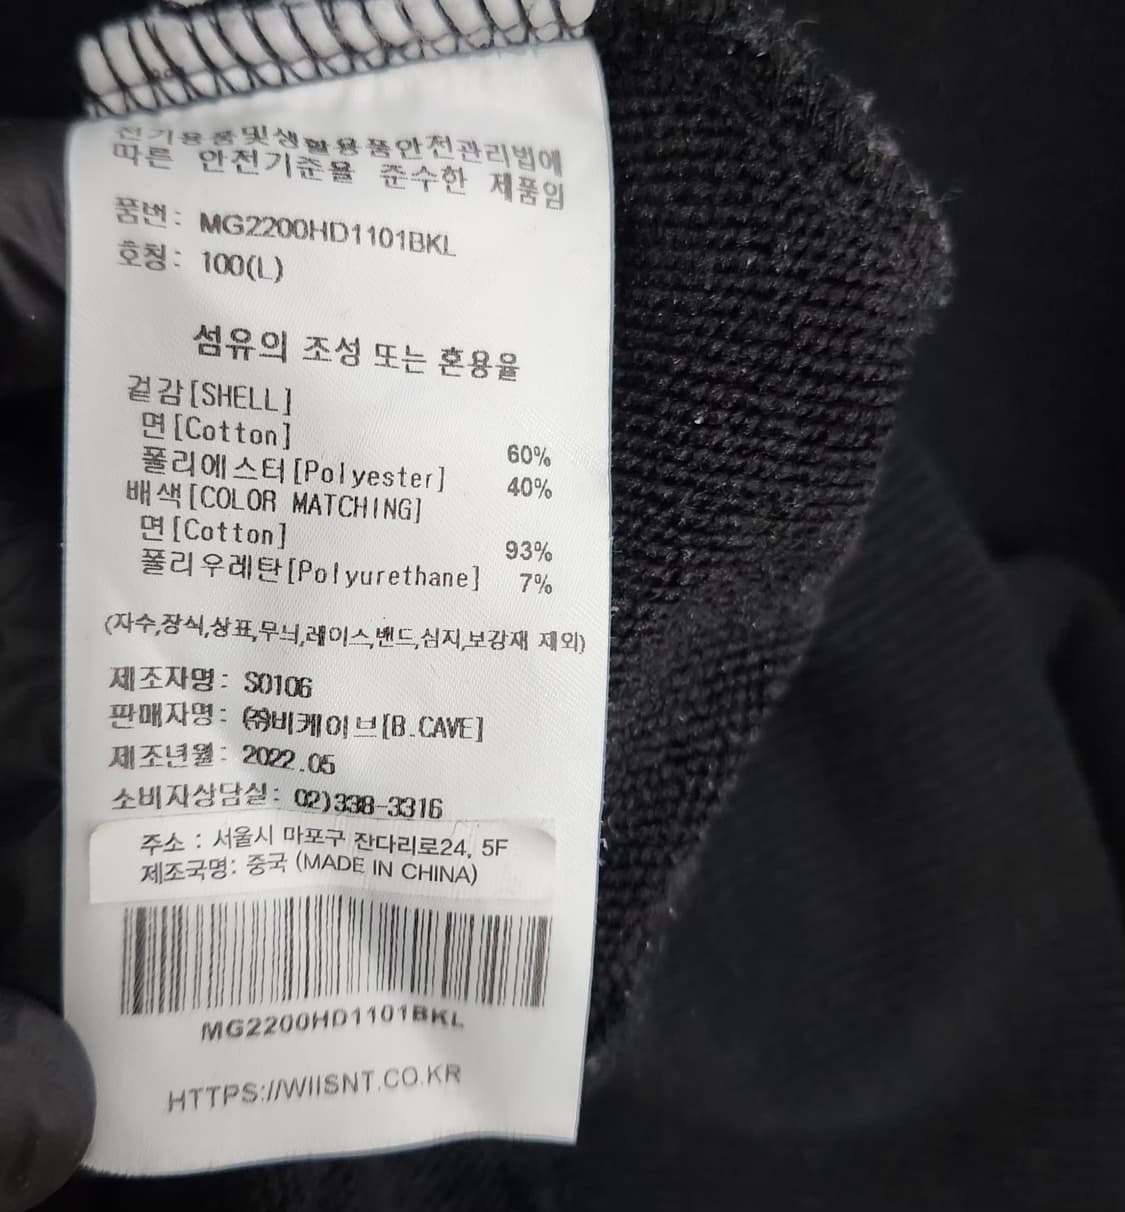 전기용품및생활용품안전관리법에
따른 안전기준율 준수한 제품임
품번: MG2200HD1101BKL
호칭: 100(L)
섬유의 조성 또는 혼용율
겉감[SHELL]
면[Cotton] 60%
폴리에스터[Polyester] 40%
배색[COLOR MATCHING]
면[Cotton] 93%
폴리우레탄[Polyurethane] 7%
(자수,장식,상표,무늬,레이스,밴드,심지,보강재 제외)
제조자명: S0106
판매자명: ㈜비케이브[B.CAVE]
제조년월: 2022.05
소비자상담실: 02)338-3316
주소 : 서울시 마포구 잔다리로24, 5F
제조국명: 중국 (MADE IN CHINA)
MG2200HD1101BKL
HTTPS://WIISNT.CO.KR